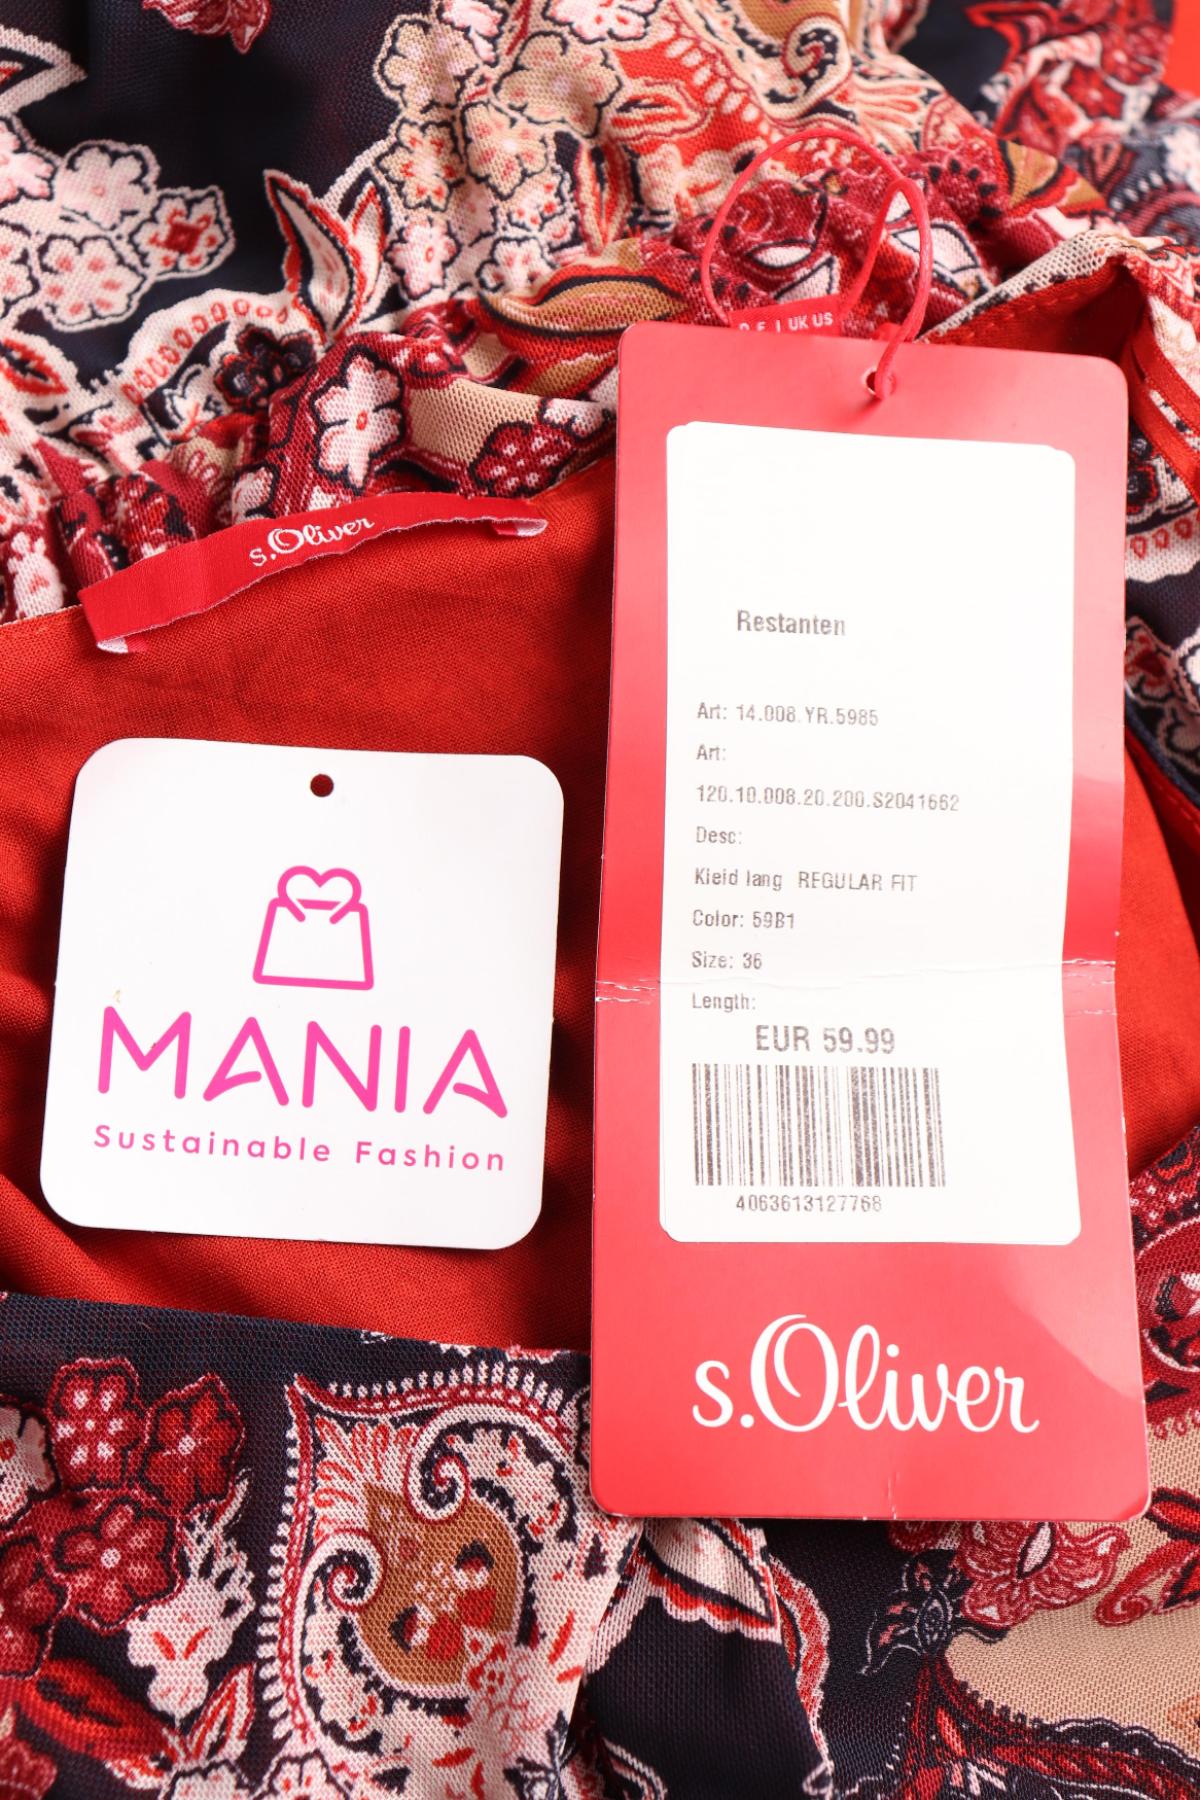 UK US
s.Oliver
Restanten
Art: 14.008.YR.5985
Art:
120.10.008.20.200.S2041662
Desc:
Kleid lang REGULAR FIT
Color: 59B1
Size: 36
Length:
EUR 59.99
4063613127768
s.Oliver
MANIA
Sustainable Fashion